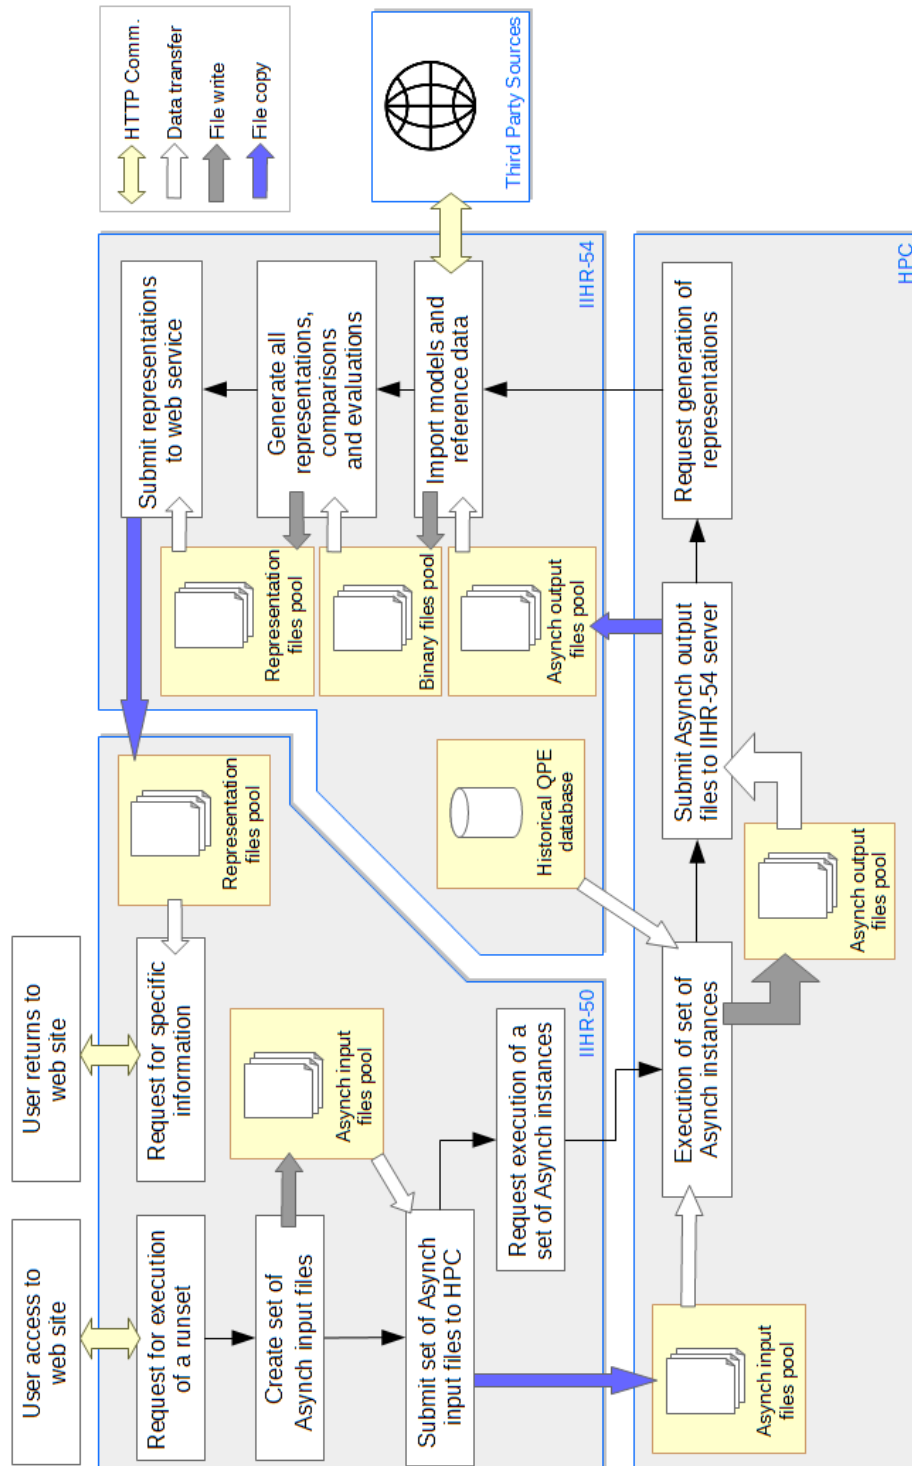 User access to
web site
User returns to
web site
Request for execution
of a runset
Request for specific
information
Representation
files pool
Submit representations
to web service
HTTP Comm.
Data transfer
File write
File copy
Create set of
Asynch input files
Asynch input
files pool
Representation
files pool
Generate all
representations,
comparisons
and evaluations
Submit set of Asynch
input files to HPC
Request execution of a
set of Asynch instances
IIHR-50
Historical QPE
database
Binary files pool
Asynch output
files pool
Import models and
reference data
IIHR-54
Third Party Sources
Asynch input
files pool
Execution of set of
Asynch instances
Asynch output
files pool
Submit Asynch output
files to IIHR-54 server
Request generation of
representations
HPC